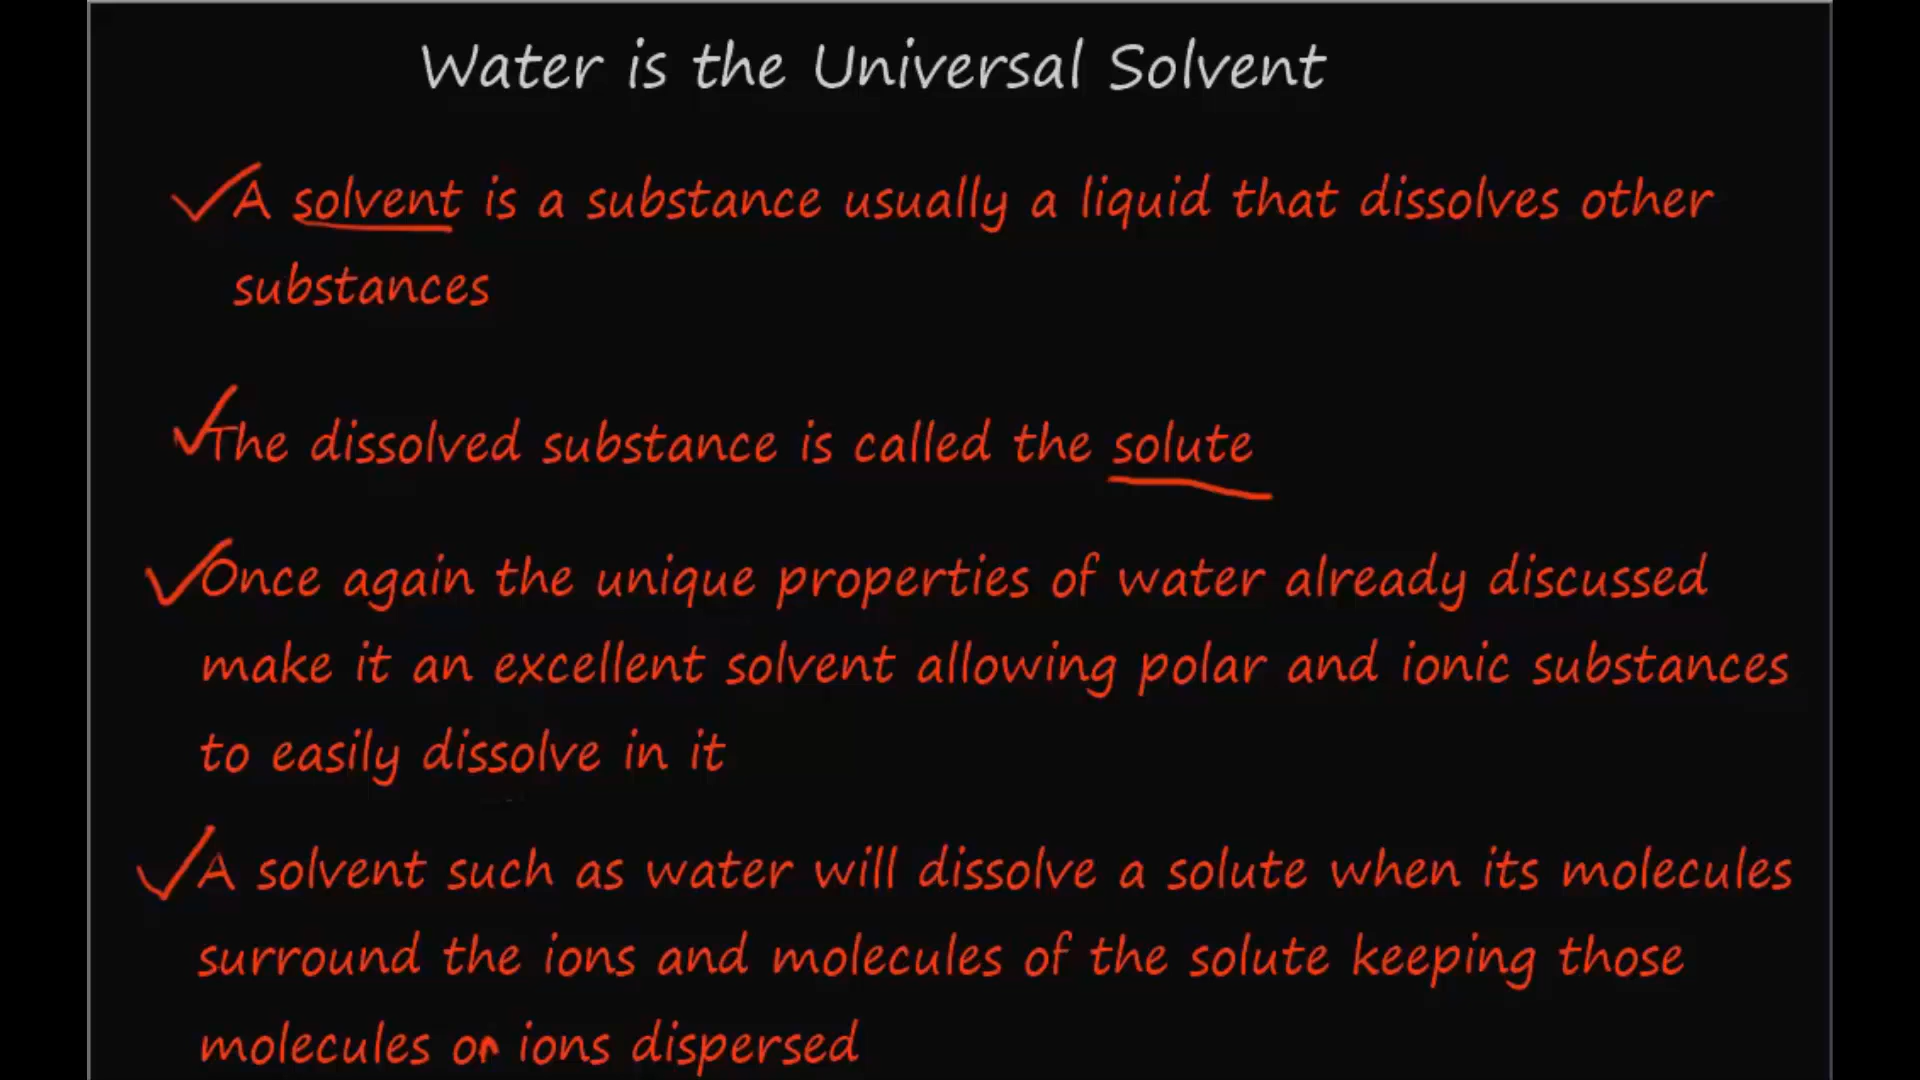 Water is the Universal Solvent
A solvent is a substance usually a liquid that dissolves other
substances
The dissolved substance is called the solute
Once again the unique properties of water already discussed
make it an excellent solvent allowing polar and ionic substances
to easily dissolve in it
A solvent such as water will dissolve a solute when its molecules
surround the ions and molecules of the solute keeping those
molecules or ions dispersed